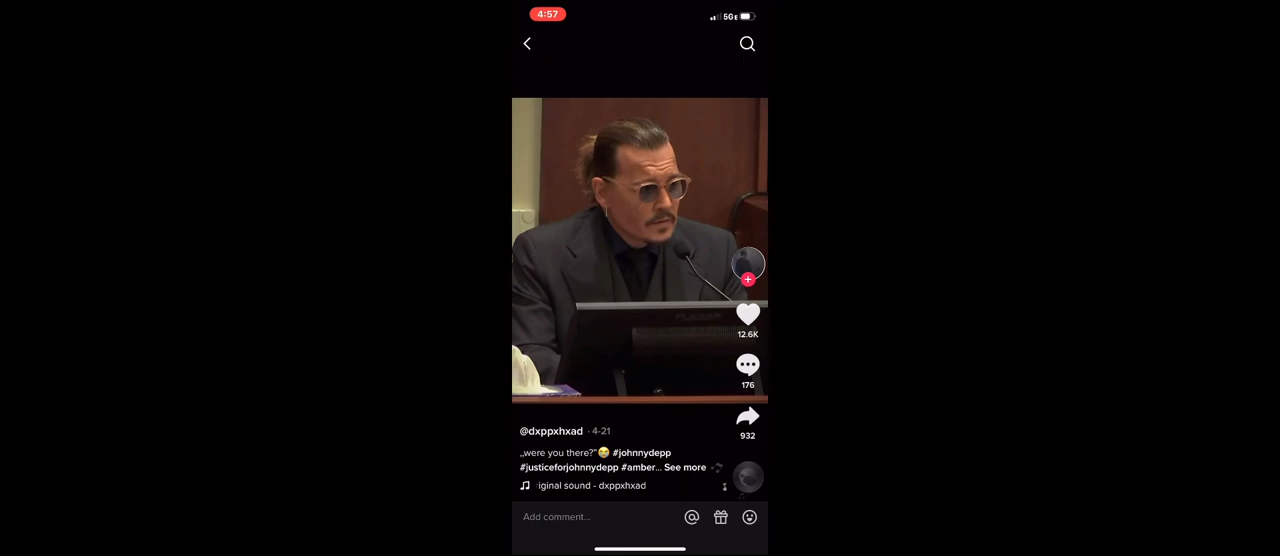 4:57
5GE
12.6K
176
@dxppxhxad · 4-21
932
„were you there?"😭 #johnnydepp
#justiceforjohnnydepp #amber... See more
iginal sound - dxppxhxad
Add comment...